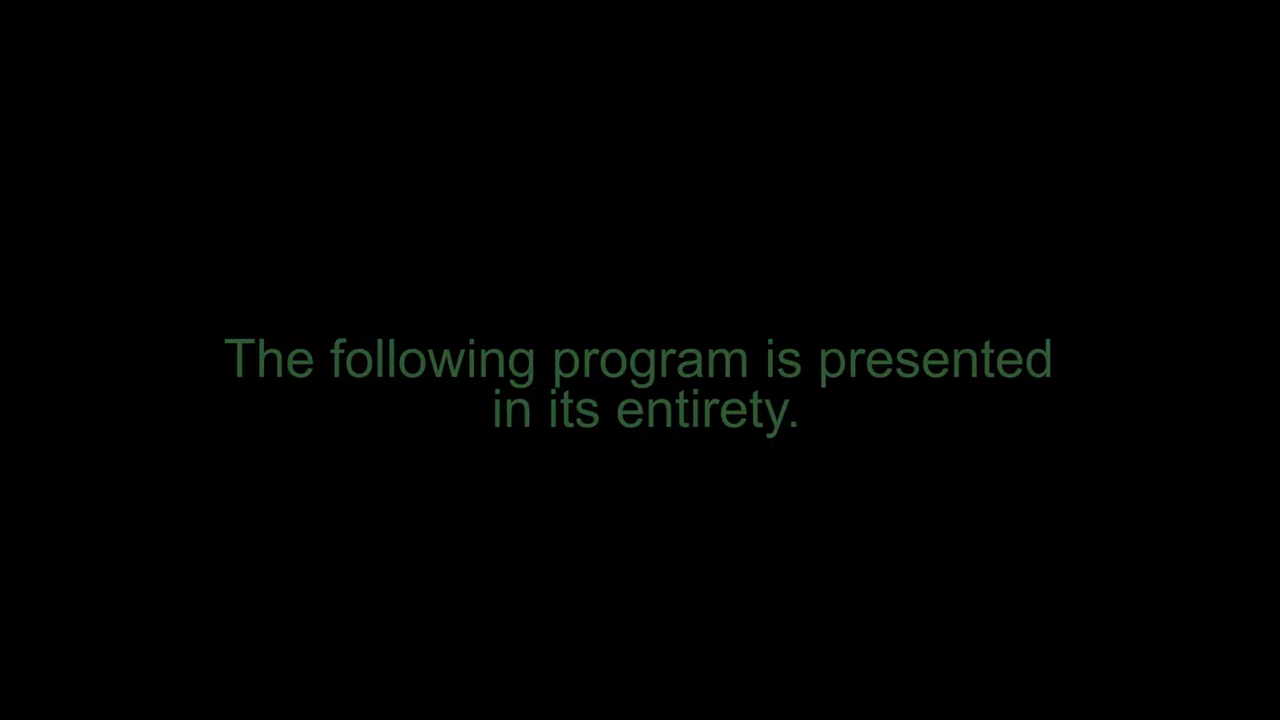 The following program is presented
in its entirety.